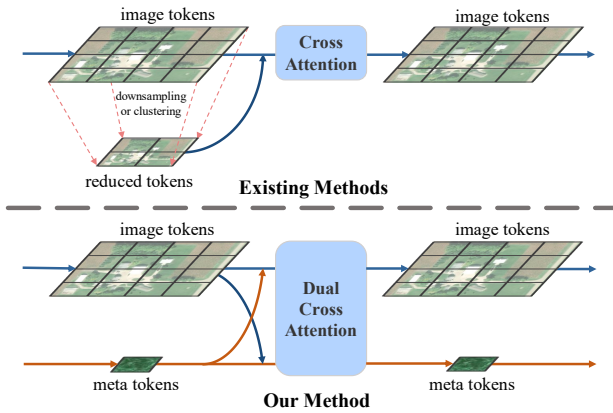 image tokens
image tokens
Cross
Attention
downsampling
or clustering
reduced tokens
Existing Methods
image tokens
image tokens
Dual
Cross
Attention
meta tokens
meta tokens
Our Method